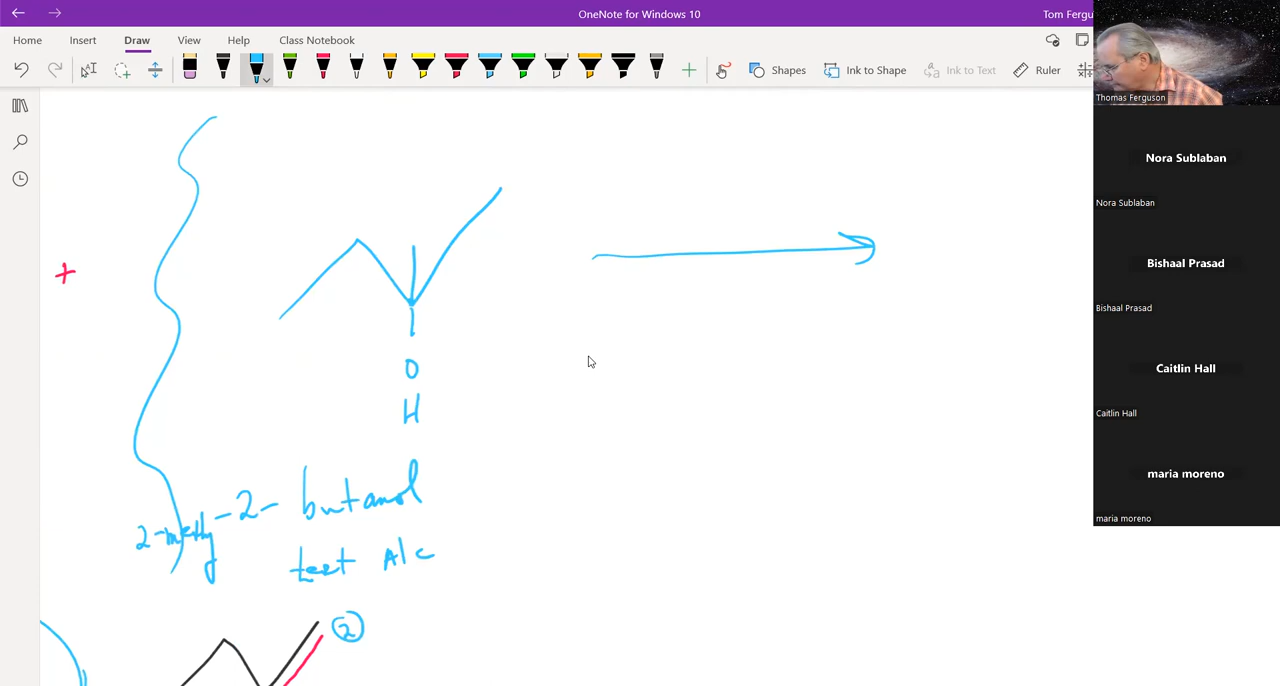 OneNote for Windows 10
Tom Fergu
Home Insert Draw View Help Class Notebook
Shapes Ink to Shape Ink to Text Ruler
Thomas Ferguson
Nora Sublaban
Nora Sublaban
Bishaal Prasad
Bishaal Prasad
Caitlin Hall
Caitlin Hall
maria moreno
maria moreno
+
O
H
2-methy-2-butanol
tert Alc
2